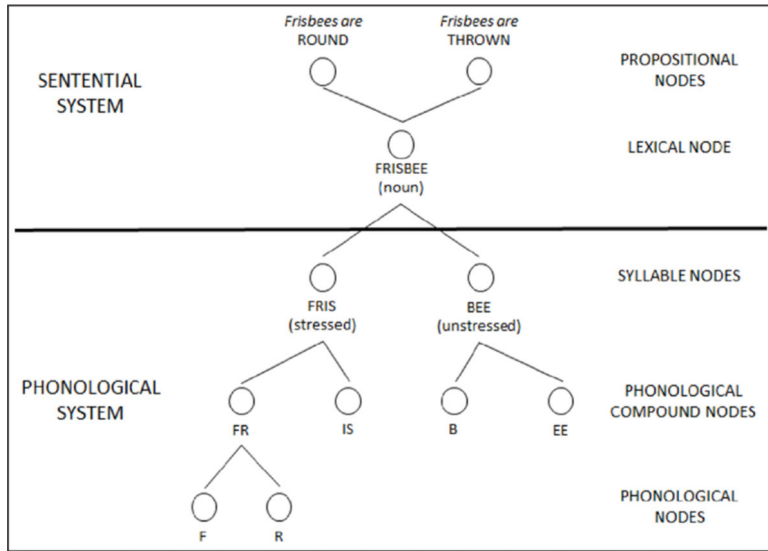 Frisbees are
ROUND
Frisbees are
THROWN
PROPOSITIONAL
NODES
SENTENTIAL
SYSTEM
LEXICAL NODE
FRISBEE
(noun)
SYLLABLE NODES
FRIS
(stressed)
BEE
(unstressed)
PHONOLOGICAL
SYSTEM
PHONOLOGICAL
COMPOUND NODES
FR
IS
B
EE
PHONOLOGICAL
NODES
F
R